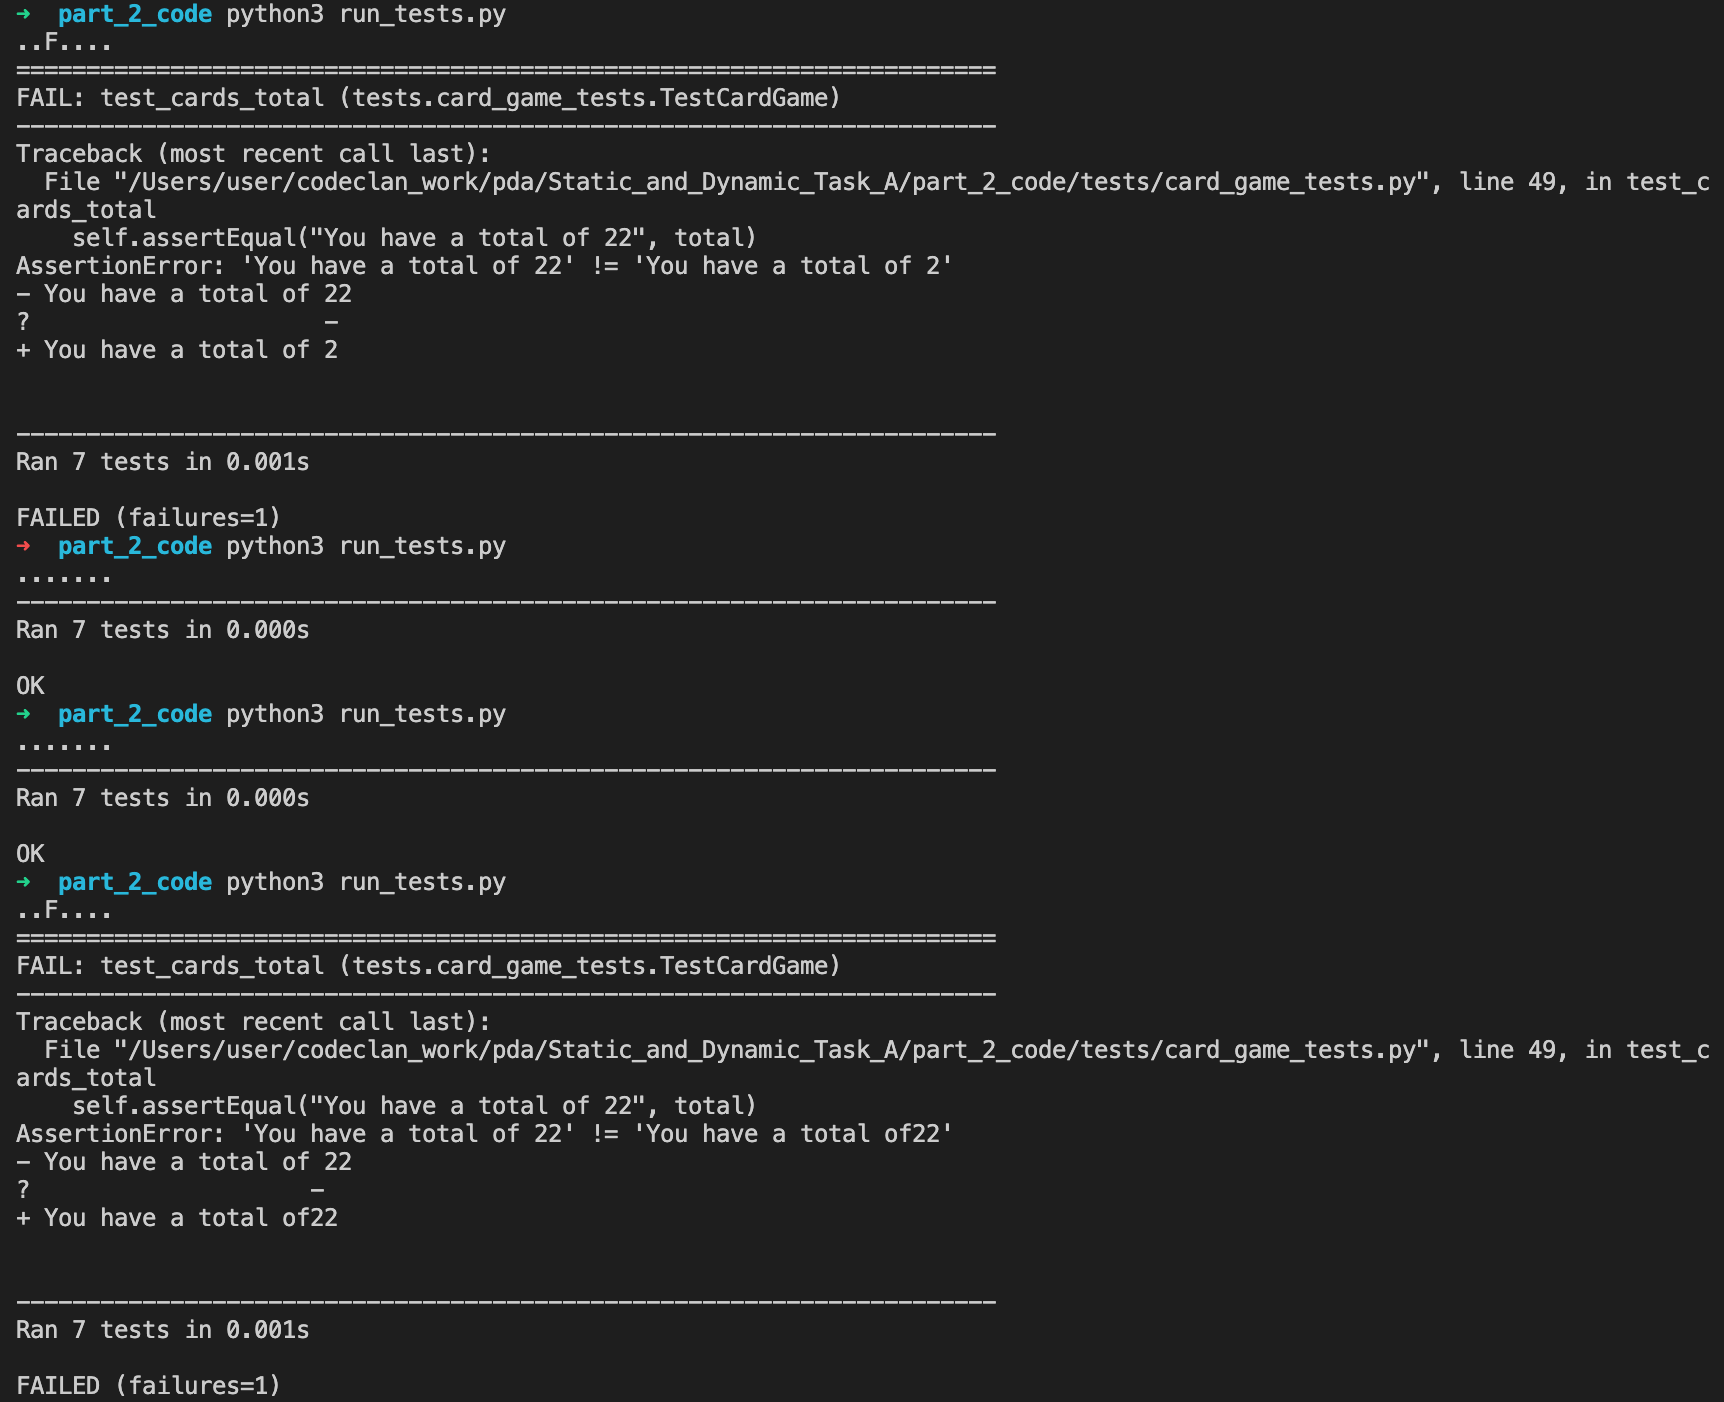 ➜  part_2_code python3 run_tests.py
..F....
======================================================================
FAIL: test_cards_total (tests.card_game_tests.TestCardGame)
----------------------------------------------------------------------
Traceback (most recent call last):
  File "/Users/user/codeclan_work/pda/Static_and_Dynamic_Task_A/part_2_code/tests/card_game_tests.py", line 49, in test_c
ards_total
    self.assertEqual("You have a total of 22", total)
AssertionError: 'You have a total of 22' != 'You have a total of 2'
- You have a total of 22
?                     -
+ You have a total of 2


----------------------------------------------------------------------
Ran 7 tests in 0.001s

FAILED (failures=1)
➜  part_2_code python3 run_tests.py
.......
----------------------------------------------------------------------
Ran 7 tests in 0.000s

OK
➜  part_2_code python3 run_tests.py
.......
----------------------------------------------------------------------
Ran 7 tests in 0.000s

OK
➜  part_2_code python3 run_tests.py
..F....
======================================================================
FAIL: test_cards_total (tests.card_game_tests.TestCardGame)
----------------------------------------------------------------------
Traceback (most recent call last):
  File "/Users/user/codeclan_work/pda/Static_and_Dynamic_Task_A/part_2_code/tests/card_game_tests.py", line 49, in test_c
ards_total
    self.assertEqual("You have a total of 22", total)
AssertionError: 'You have a total of 22' != 'You have a total of22'
- You have a total of 22
?                    -
+ You have a total of22


----------------------------------------------------------------------
Ran 7 tests in 0.001s

FAILED (failures=1)